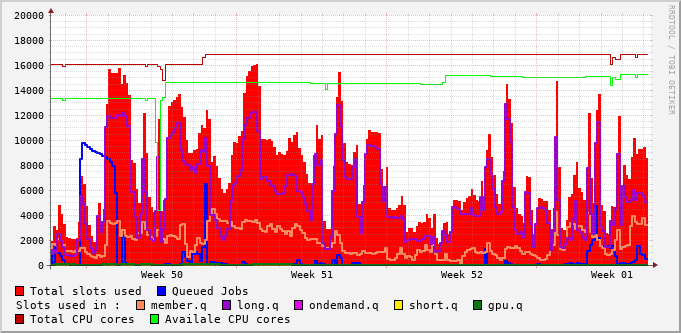 20000
18000
16000
14000
12000
10000
8000
6000
4000
2000
0
Week 50 Week 51 Week 52 Week 01
RRDTOOL / TOBI OETIKER
Total slots used Queued Jobs
Slots used in : member.q long.q ondemand.q short.q gpu.q
Total CPU cores Availale CPU cores